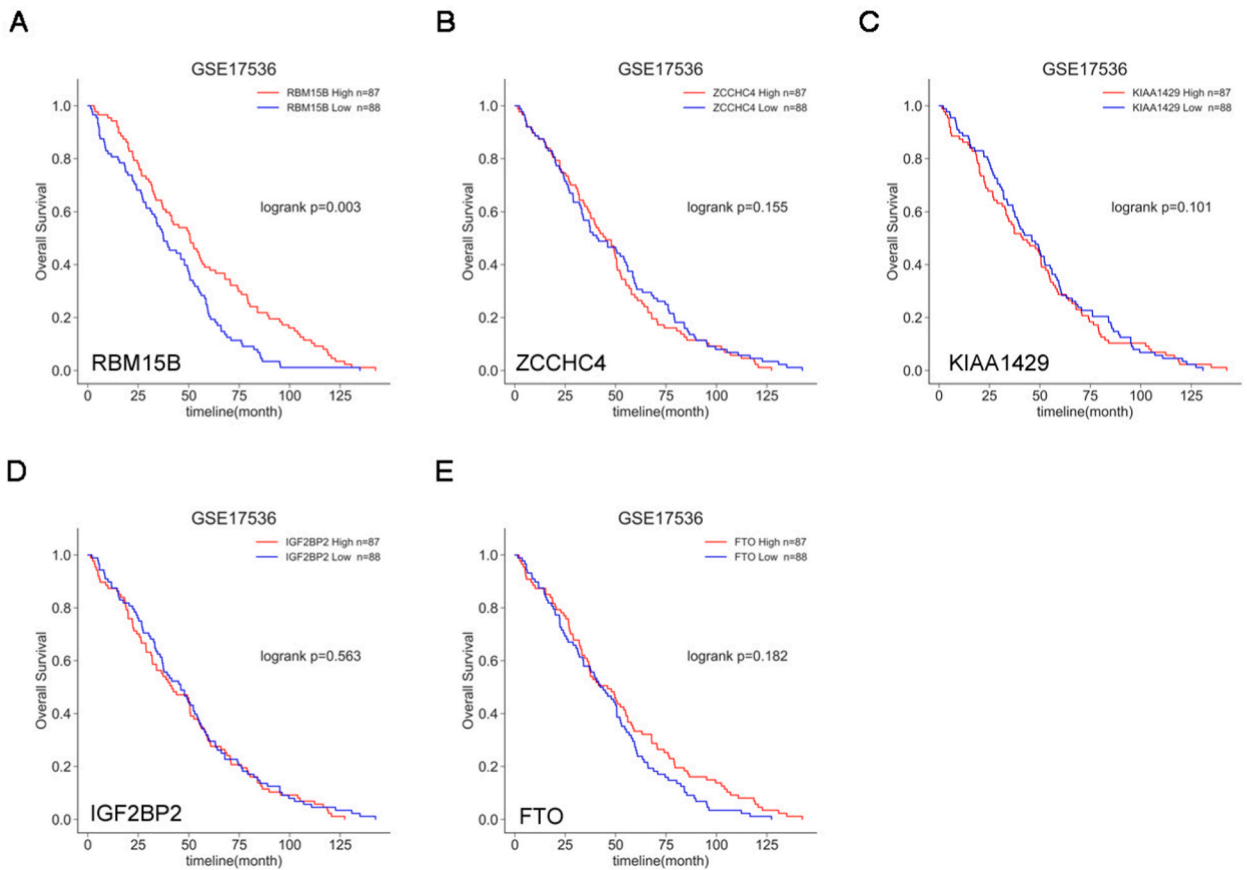 A
GSE17536
RBM15B High n=87
RBM15B Low n=88
1.0
0.8
0.6
0.4
0.2
0.0
Overall Survival
logrank p=0.003
RBM15B
0 25 50 75 100 125
timeline(month)
B
GSE17536
ZCCHC4 High n=87
ZCCHC4 Low n=88
1.0
0.8
0.6
0.4
0.2
0.0
Overall Survival
logrank p=0.155
ZCCHC4
0 25 50 75 100 125
timeline(month)
C
GSE17536
KIAA1429 High n=87
KIAA1429 Low n=88
1.0
0.8
0.6
0.4
0.2
0.0
Overall Survival
logrank p=0.101
KIAA1429
0 25 50 75 100 125
timeline(month)
D
GSE17536
IGF2BP2 High n=87
IGF2BP2 Low n=88
1.0
0.8
0.6
0.4
0.2
0.0
Overall Survival
logrank p=0.563
IGF2BP2
0 25 50 75 100 125
timeline(month)
E
GSE17536
FTO High n=87
FTO Low n=88
1.0
0.8
0.6
0.4
0.2
0.0
Overall Survival
logrank p=0.182
FTO
0 25 50 75 100 125
timeline(month)